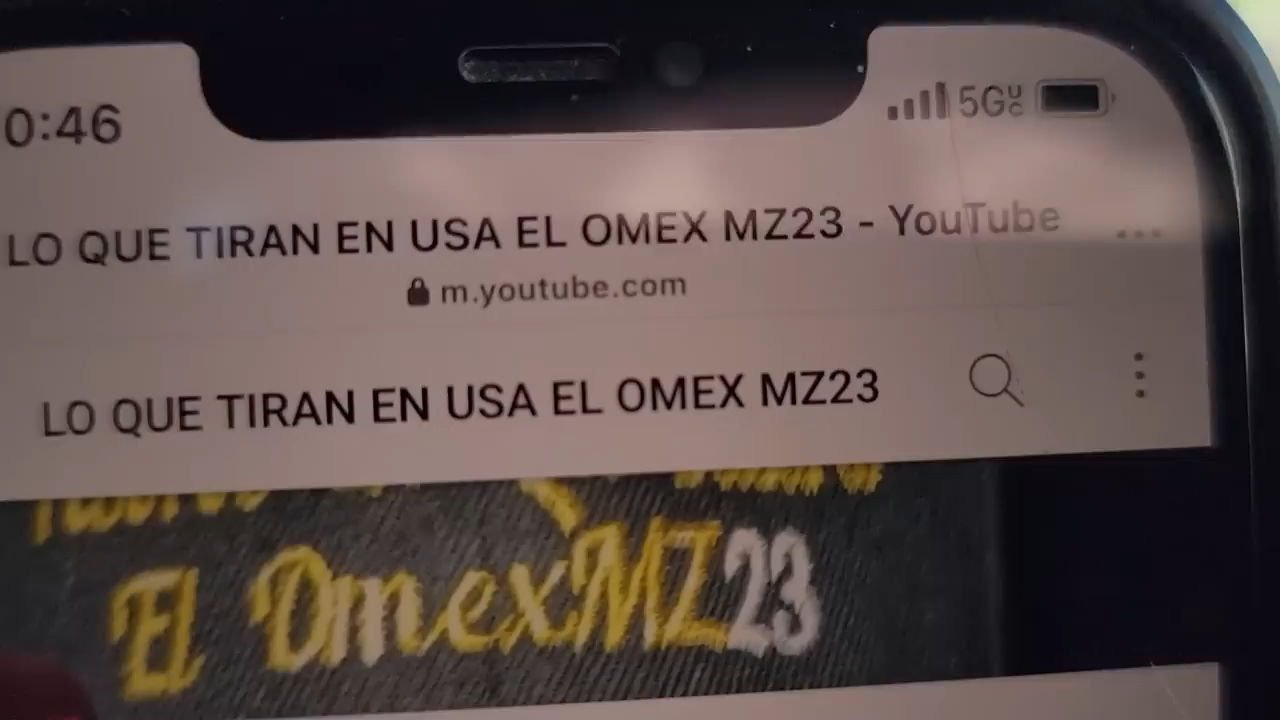 0:46 5G UC
LO QUE TIRAN EN USA EL OMEX MZ23 - YouTube ...
m.youtube.com
LO QUE TIRAN EN USA EL OMEX MZ23
El OmexMZ23